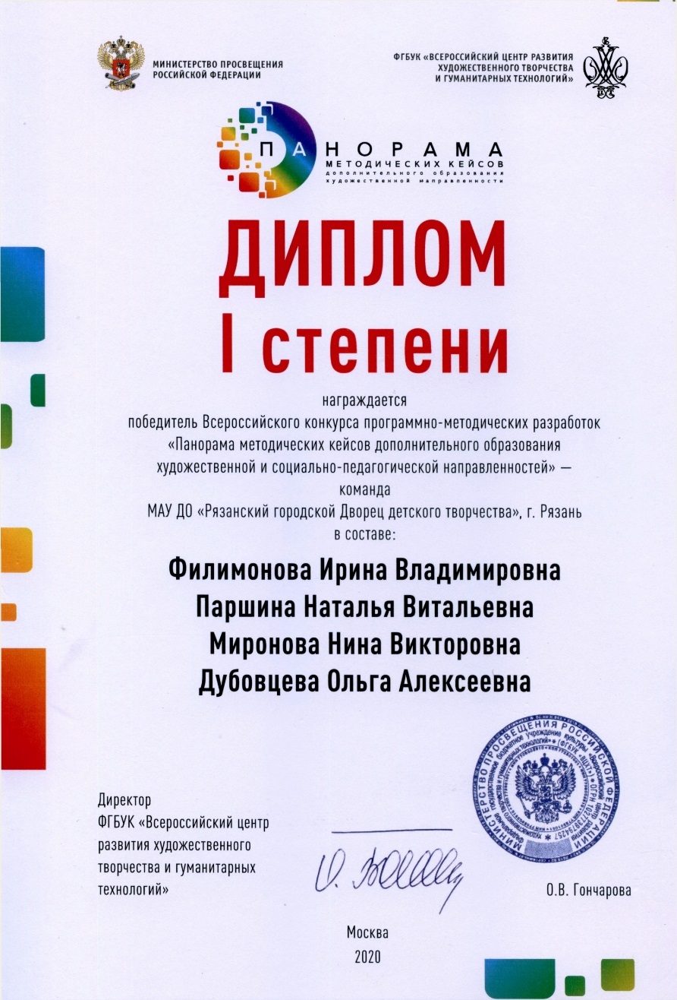 МИНИСТЕРСТВО ПРОСВЕЩЕНИЯ
РОССИЙСКОЙ ФЕДЕРАЦИИ
ФГБУК «ВСЕРОССИЙСКИЙ ЦЕНТР РАЗВИТИЯ
ХУДОЖЕСТВЕННОГО ТВОРЧЕСТВА
И ГУМАНИТАРНЫХ ТЕХНОЛОГИЙ»
ПАНОРАМА
МЕТОДИЧЕСКИХ КЕЙСОВ
дополнительного образования
художественной направленности
ДИПЛОМ
I степени
награждается
победитель Всероссийского конкурса программно-методических разработок
«Панорама методических кейсов дополнительного образования
художественной и социально-педагогической направленностей» —
команда
МАУ ДО «Рязанский городской Дворец детского творчества», г. Рязань
в составе:
Филимонова Ирина Владимировна
Паршина Наталья Витальевна
Миронова Нина Викторовна
Дубовцева Ольга Алексеевна
МИНИСТЕРСТВО ПРОСВЕЩЕНИЯ РОССИЙСКОЙ ФЕДЕРАЦИИ
Директор
ФГБУК «Всероссийский центр
развития художественного
творчества и гуманитарных
технологий»
О.В. Гончарова
Москва
2020